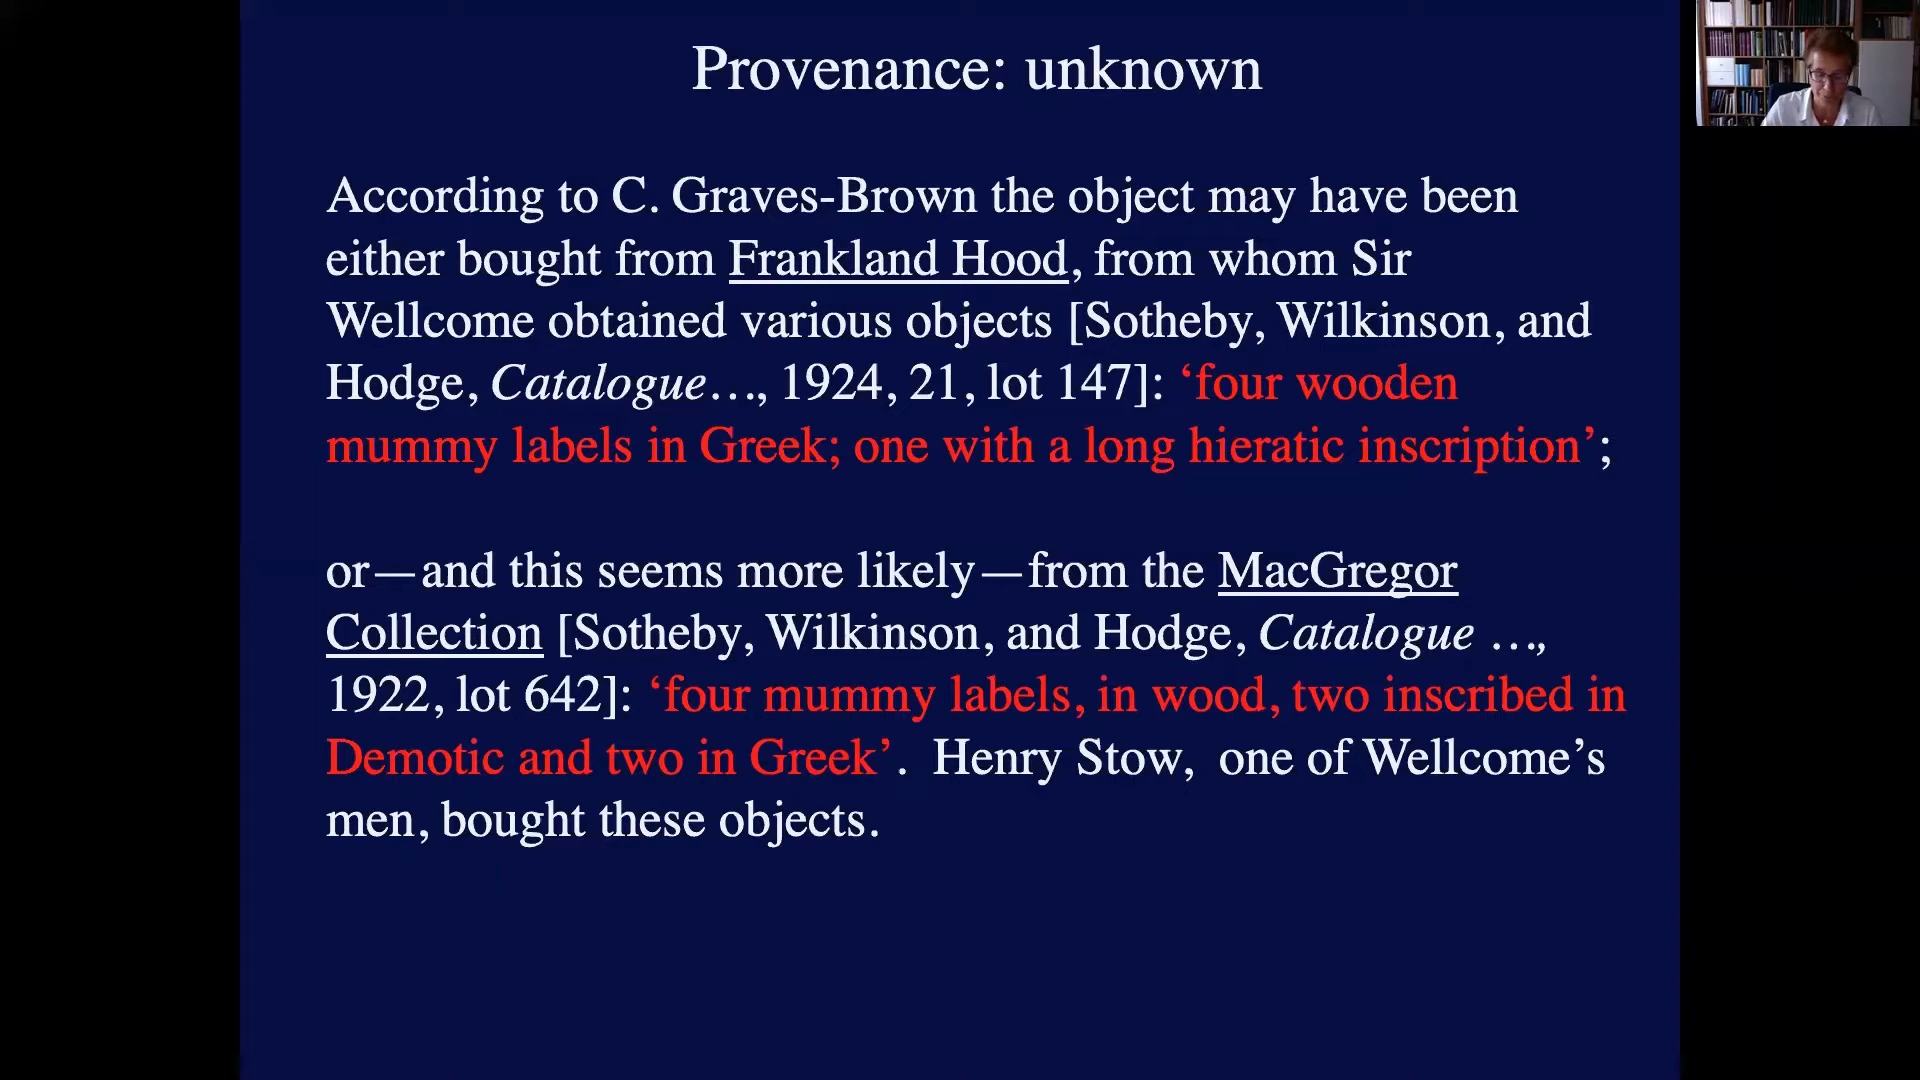 Provenance: unknown
According to C. Graves-Brown the object may have been
either bought from Frankland Hood, from whom Sir
Wellcome obtained various objects [Sotheby, Wilkinson, and
Hodge, Catalogue…, 1924, 21, lot 147]: ‘four wooden
mummy labels in Greek; one with a long hieratic inscription’;
or—and this seems more likely—from the MacGregor
Collection [Sotheby, Wilkinson, and Hodge, Catalogue …,
1922, lot 642]: ‘four mummy labels, in wood, two inscribed in
Demotic and two in Greek’. Henry Stow, one of Wellcome’s
men, bought these objects.